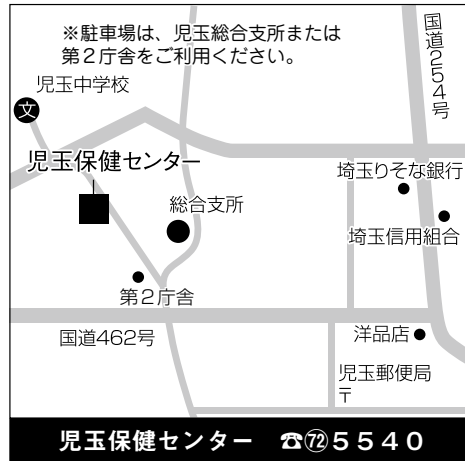 ※駐車場は、児玉総合支所または
第2庁舎をご利用ください。
児玉中学校
文
国道254号
児玉保健センター
埼玉りそな銀行
総合支所
埼玉信用組合
第2庁舎
国道462号
洋品店
児玉郵便局
〒
児玉保健センター ☎㉒5540